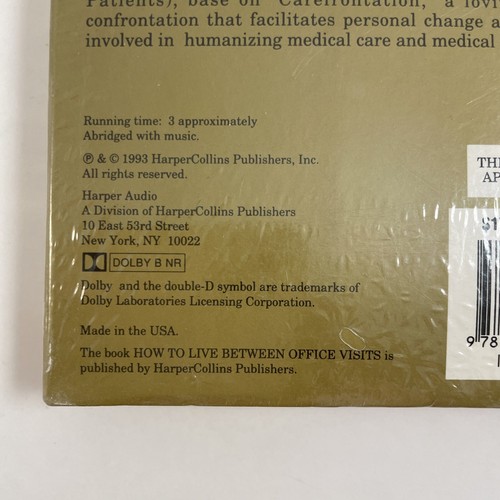 Patients), base on "Carefrontation," a
confrontation that facilitates personal change
involved in humanizing medical care and medical
Running time: 3 approximately
Abridged with music.
℗ & © 1993 HarperCollins Publishers, Inc.
All rights reserved.
TH
AP
Harper Audio
A Division of HarperCollins Publishers
10 East 53rd Street
New York, NY 10022
$1
DOLBY B NR
Dolby and the double-D symbol are trademarks of
Dolby Laboratories Licensing Corporation.
Made in the USA.
9 78
The book HOW TO LIVE BETWEEN OFFICE VISITS is
published by HarperCollins Publishers.